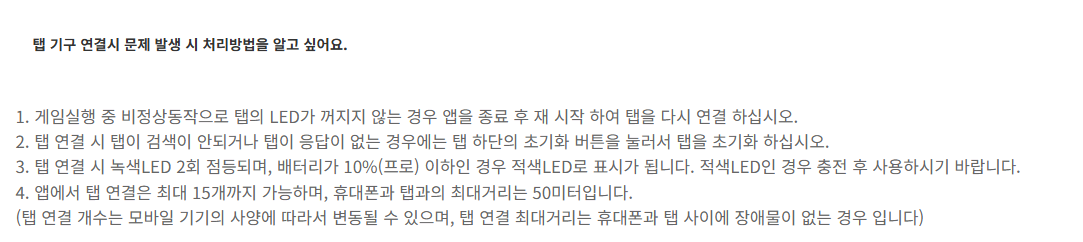 탭 기구 연결시 문제 발생 시 처리방법을 알고 싶어요.
1. 게임실행 중 비정상동작으로 탭의 LED가 꺼지지 않는 경우 앱을 종료 후 재 시작 하여 탭을 다시 연결 하십시오.
2. 탭 연결 시 탭이 검색이 안되거나 탭이 응답이 없는 경우에는 탭 하단의 초기화 버튼을 눌러서 탭을 초기화 하십시오.
3. 탭 연결 시 녹색LED 2회 점등되며, 배터리가 10%(프로) 이하인 경우 적색LED로 표시가 됩니다. 적색LED인 경우 충전 후 사용하시기 바랍니다.
4. 앱에서 탭 연결은 최대 15개까지 가능하며, 휴대폰과 탭과의 최대거리는 50미터입니다.
(탭 연결 개수는 모바일 기기의 사양에 따라서 변동될 수 있으며, 탭 연결 최대거리는 휴대폰과 탭 사이에 장애물이 없는 경우 입니다)